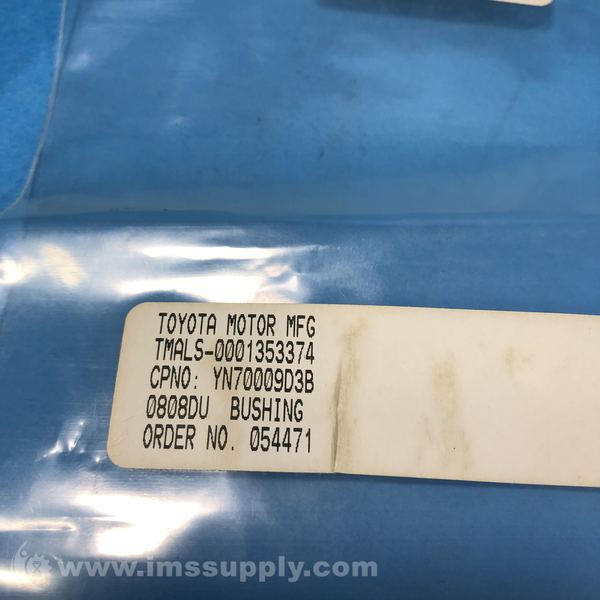 TOYOTA MOTOR MFG
TMALS-0001353374
CPNO: YN70009D3B
0808DU BUSHING
ORDER NO. 054471
www.imssupply.com